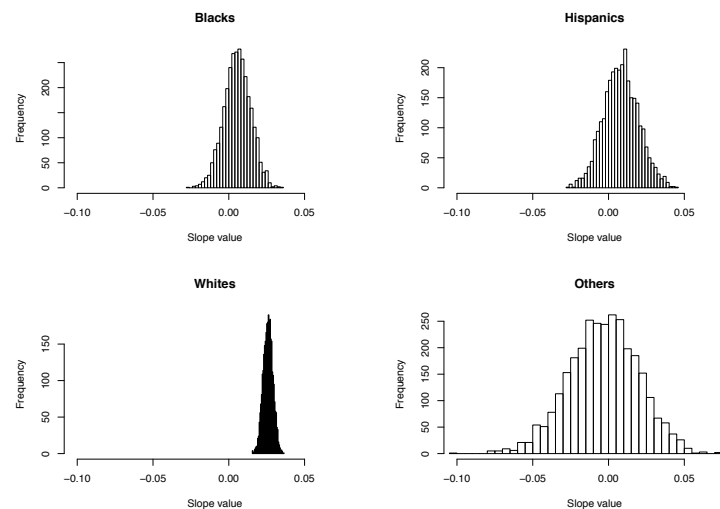 Blacks
Frequency
0 50 100 200
−0.10 −0.05 0.00 0.05
Slope value
Hispanics
Frequency
0 50 100 150 200
−0.10 −0.05 0.00 0.05
Slope value
Whites
Frequency
0 50 100 150
−0.10 −0.05 0.00 0.05
Slope value
Others
Frequency
0 50 100 150 200 250
−0.10 −0.05 0.00 0.05
Slope value